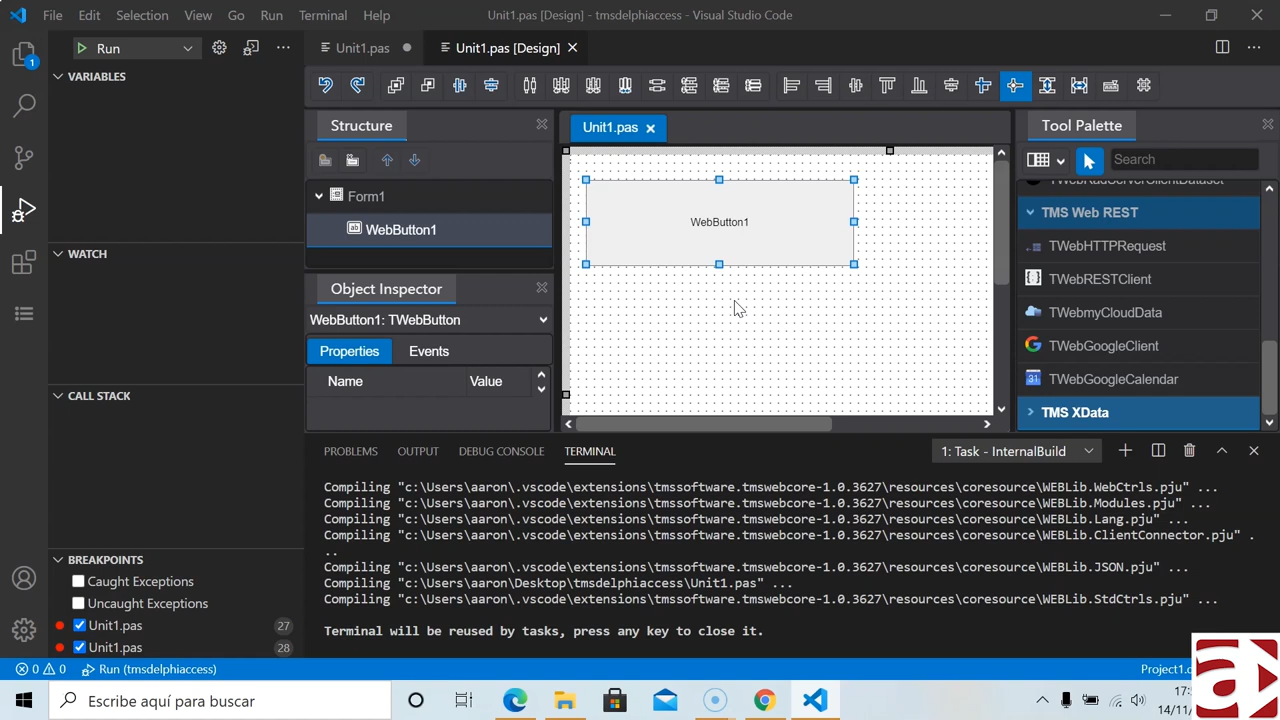 File Edit Selection View Go Run Terminal Help Unit1.pas [Design] - tmsdelphiaccess - Visual Studio Code
Run
Unit1.pas
Unit1.pas [Design]
VARIABLES
WATCH
CALL STACK
BREAKPOINTS
Caught Exceptions
Uncaught Exceptions
Unit1.pas 27
Unit1.pas 28
1
Structure
Form1
WebButton1
Object Inspector
WebButton1: TWebButton
Properties Events
Name Value
Unit1.pas
WebButton1
Tool Palette
Search
TMS Web REST
TWebHTTPRequest
TWebRESTClient
TWebmyCloudData
TWebGoogleClient
31 TWebGoogleCalendar
TMS XData
PROBLEMS OUTPUT DEBUG CONSOLE TERMINAL 1: Task - InternalBuild
Compiling "c:\Users\aaron\.vscode\extensions\tmssoftware.tmswebcore-1.0.3627\resources\coresource\WEBLib.WebCtrls.pju" ...
Compiling "c:\Users\aaron\.vscode\extensions\tmssoftware.tmswebcore-1.0.3627\resources\coresource\WEBLib.Modules.pju" ...
Compiling "c:\Users\aaron\.vscode\extensions\tmssoftware.tmswebcore-1.0.3627\resources\coresource\WEBLib.Lang.pju" ...
Compiling "c:\Users\aaron\.vscode\extensions\tmssoftware.tmswebcore-1.0.3627\resources\coresource\WEBLib.ClientConnector.pju" .
..
Compiling "c:\Users\aaron\.vscode\extensions\tmssoftware.tmswebcore-1.0.3627\resources\coresource\WEBLib.JSON.pju" ...
Compiling "c:\Users\aaron\Desktop\tmsdelphiaccess\Unit1.pas" ...
Compiling "c:\Users\aaron\.vscode\extensions\tmssoftware.tmswebcore-1.0.3627\resources\coresource\WEBLib.StdCtrls.pju" ...
Terminal will be reused by tasks, press any key to close it.
0 0 Run (tmsdelphiaccess)
Escribe aquí para buscar